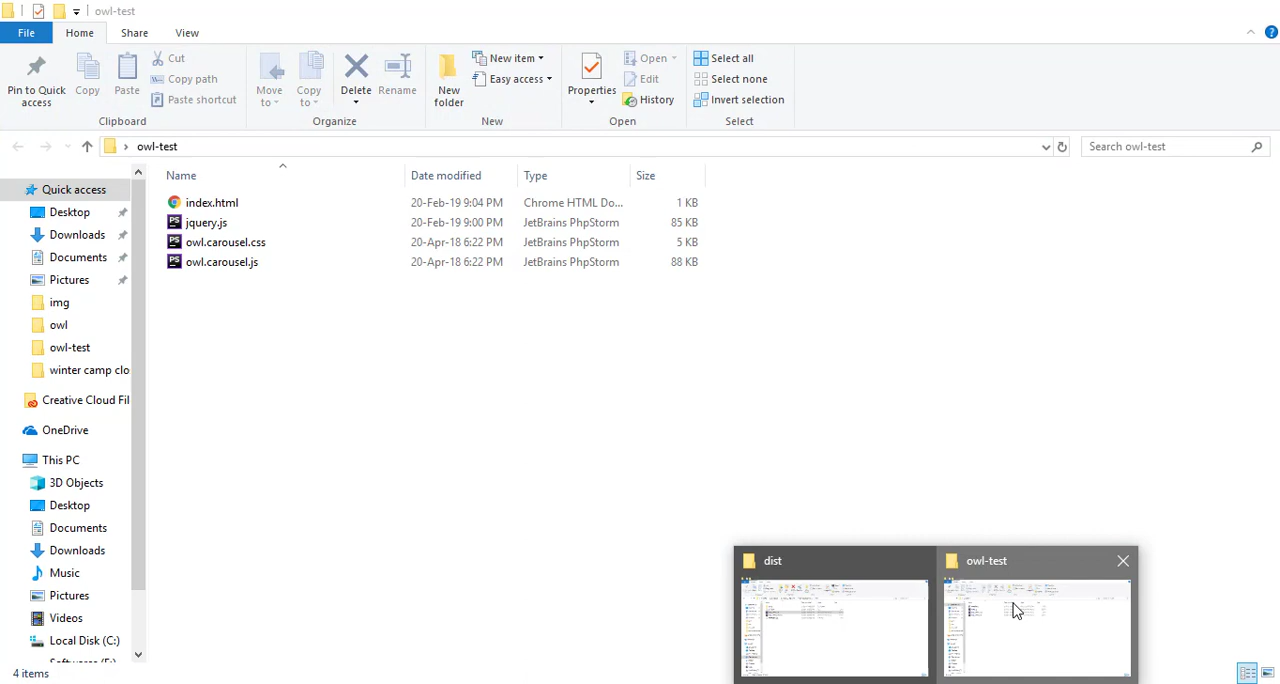 owl-test
File Home Share View
Pin to Quick access
Copy
Paste
Cut
Copy path
Paste shortcut
Clipboard
Move to
Copy to
Delete
Rename
Organize
New folder
New item
Easy access
New
Properties
Open
Edit
History
Open
Select all
Select none
Invert selection
Select
owl-test
Search owl-test
Name Date modified Type Size
index.html 20-Feb-19 9:04 PM Chrome HTML Do... 1 KB
jquery.js 20-Feb-19 9:00 PM JetBrains PhpStorm 85 KB
owl.carousel.css 20-Apr-18 6:22 PM JetBrains PhpStorm 5 KB
owl.carousel.js 20-Apr-18 6:22 PM JetBrains PhpStorm 88 KB
Quick access
Desktop
Downloads
Documents
Pictures
img
owl
owl-test
winter camp clo
Creative Cloud Fil
OneDrive
This PC
3D Objects
Desktop
Documents
Downloads
Music
Pictures
Videos
Local Disk (C:)
dist
owl-test
4 items